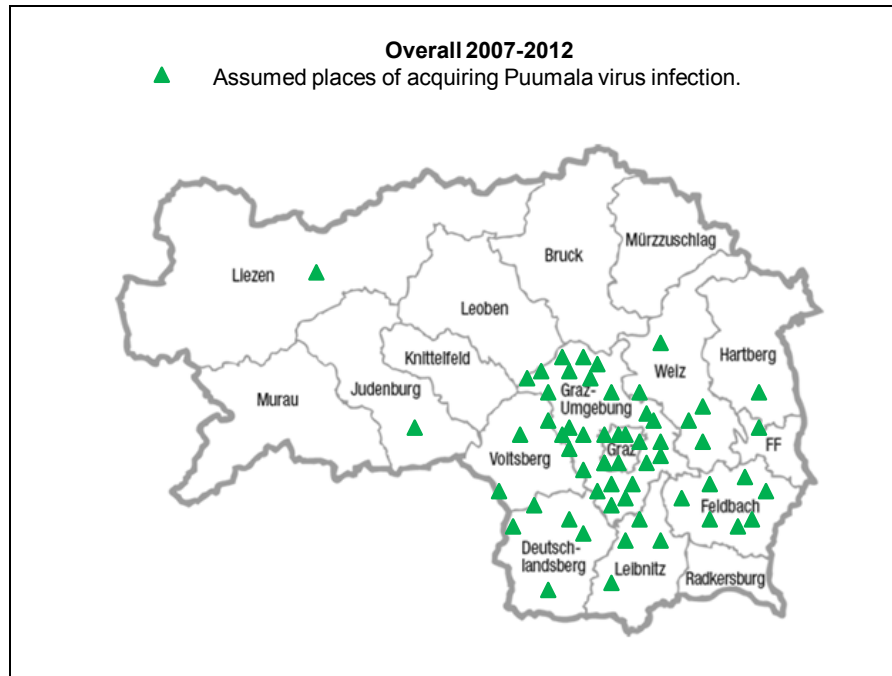 Overall 2007-2012
Assumed places of acquiring Puumala virus infection.
Mürzzuschlag
Bruck
Liezen
Leoben
Hartberg
Knittelfeld
Weiz
Judenburg
Graz-
Umgebung
Murau
FF
Graz
Voitsberg
Feldbach
Deutsch-
landsberg
Leibnitz
Radkersburg